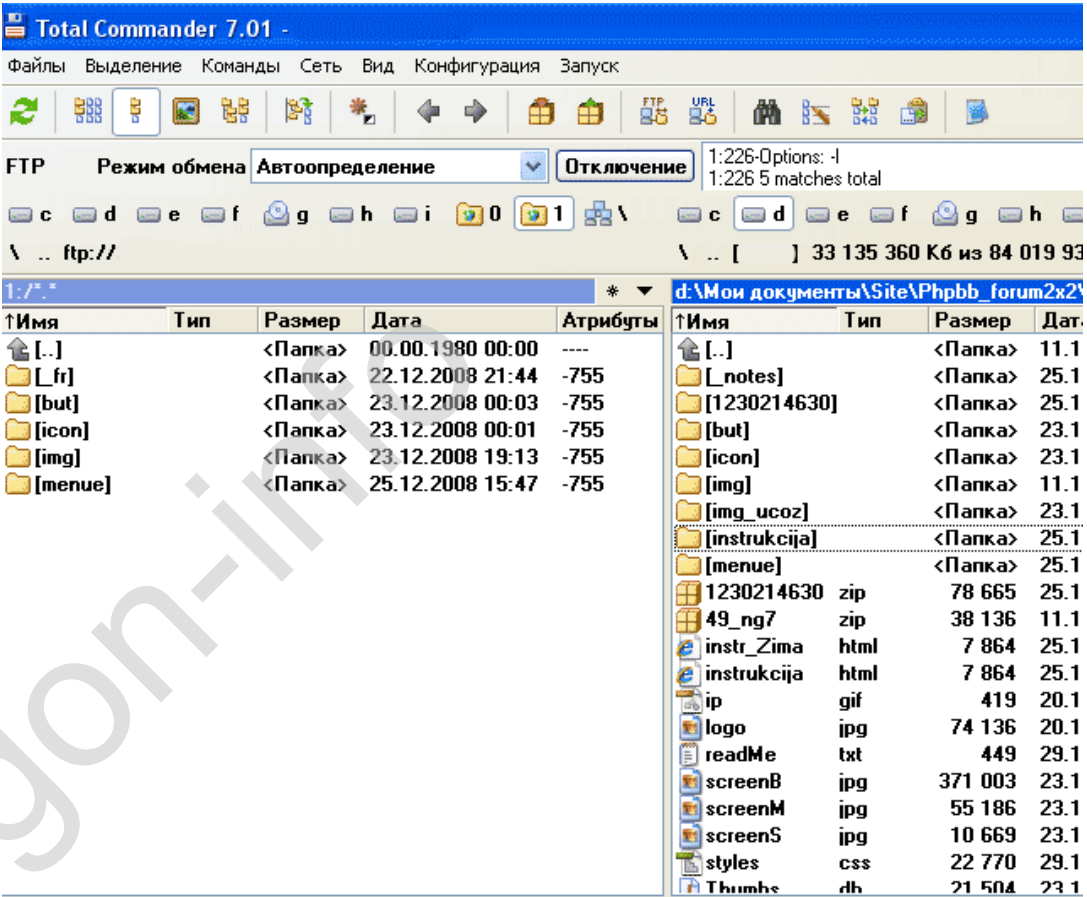 Total Commander 7.01 -
Файлы Выделение Команды Сеть Вид Конфигурация Запуск
FTP URL
FTP Режим обмена Автоопределение Отключение 1:226-Options: -l
1:226 5 matches total
c d e f g h i 0 1 \ c d e f g h
\ .. ftp:// \ .. [ ] 33 135 360 Кб из 84 019 93
1:/*.* * d:\Мои документы\Site\Phpbb_forum2x2\
↑Имя Тип Размер Дата Атрибуты ↑Имя Тип Размер Дат
[..] <Папка> 00.00.1980 00:00 ---- [..] <Папка> 11.1
[_fr] <Папка> 22.12.2008 21:44 -755 [_notes] <Папка> 25.1
[but] <Папка> 23.12.2008 00:03 -755 [1230214630] <Папка> 25.1
[icon] <Папка> 23.12.2008 00:01 -755 [but] <Папка> 23.1
[img] <Папка> 23.12.2008 19:13 -755 [icon] <Папка> 23.1
[menue] <Папка> 25.12.2008 15:47 -755 [img] <Папка> 11.1
[img_ucoz] <Папка> 23.1
[instrukcija] <Папка> 25.1
[menue] <Папка> 25.1
1230214630 zip 78 665 25.1
49_ng7 zip 38 136 11.1
instr_Zima html 7 864 25.1
instrukcija html 7 864 25.1
ip gif 419 20.1
logo jpg 74 136 20.1
readMe txt 449 29.1
screenB jpg 371 003 23.1
screenM jpg 55 186 23.1
screenS jpg 10 669 23.1
styles css 22 770 29.1
Thumbs db 21 504 23.1
gon-info